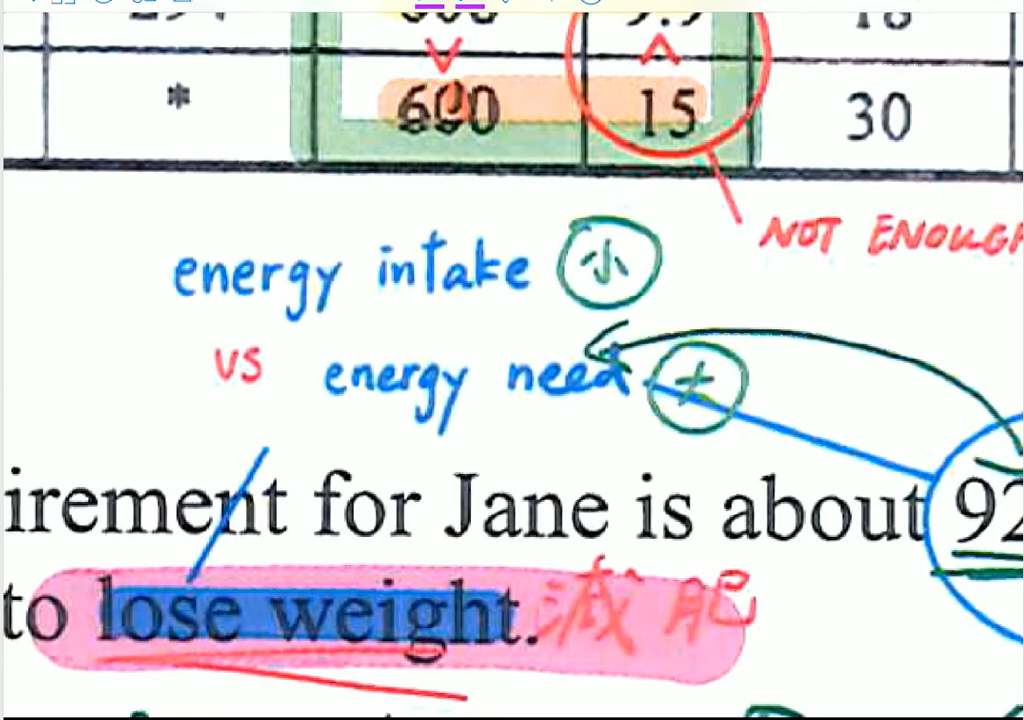 * 600 15 30
NOT ENOUGH
energy intake 小
vs energy need 大
irement for Jane is about 92
to lose weight. 減肥